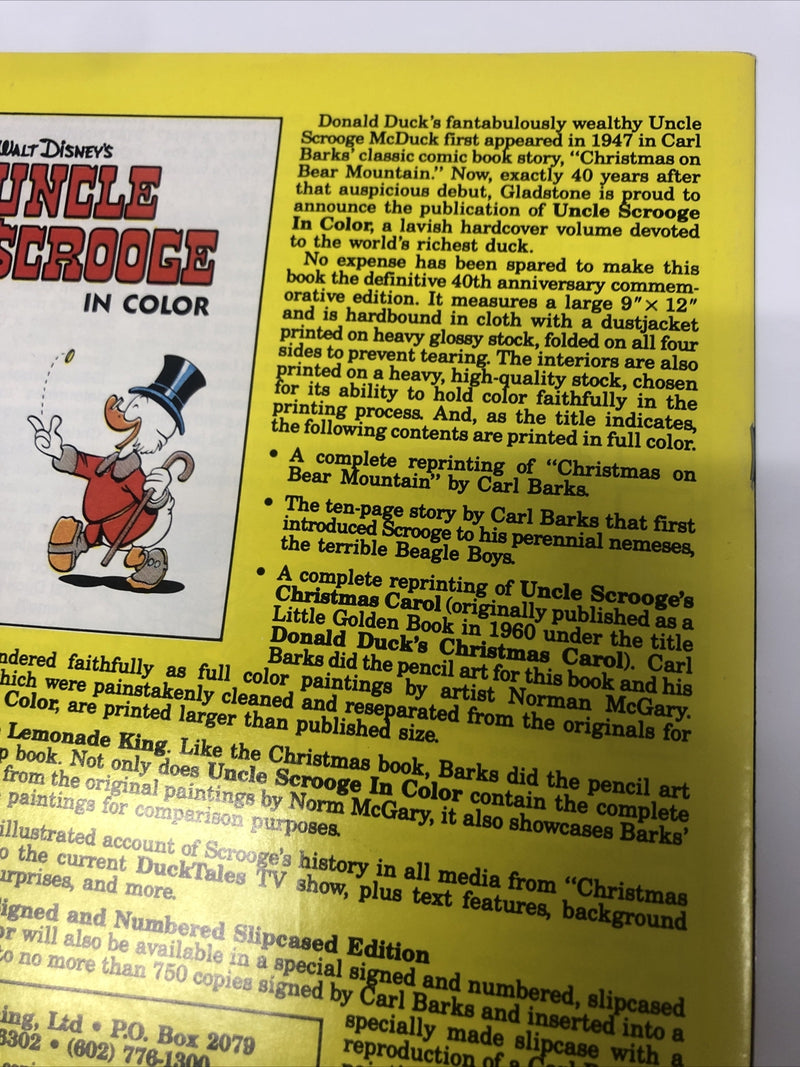 WALT DISNEY'S
UNCLE
$CROOGE
IN COLOR
Donald Duck's fantabulously wealthy Uncle
Scrooge McDuck first appeared in 1947 in Carl
Barks' classic comic book story, "Christmas on
Bear Mountain." Now, exactly 40 years after
that auspicious debut, Gladstone is proud to
announce the publication of Uncle Scrooge
In Color, a lavish hardcover volume devoted
to the world's richest duck.
No expense has been spared to make this
book the definitive 40th anniversary commem-
orative edition. It measures a large 9" × 12"
and is hardbound in cloth with a dustjacket
printed on heavy glossy stock, folded on all four
sides to prevent tearing. The interiors are also
printed on a heavy, high-quality stock, chosen
for its ability to hold color faithfully in the
printing process. And, as the title indicates,
the following contents are printed in full color.
• A complete reprinting of "Christmas on
Bear Mountain" by Carl Barks.
• The ten-page story by Carl Barks that first
introduced Scrooge to his perennial nemeses,
the terrible Beagle Boys.
• A complete reprinting of Uncle Scrooge's
Christmas Carol (originally published as a
Little Golden Book in 1960 under the title
Donald Duck's Christmas Carol). Carl
Barks did the pencil art for this book and his
ndered faithfully as full color paintings by artist Norman McGary.
hich were painstakenly cleaned and reseparated from the originals for
Color, are printed larger than published size.
Lemonade King. Like the Christmas book, Barks did the pencil art
p book. Not only does Uncle Scrooge In Color contain the complete
from the original paintings by Norm McGary, it also showcases Barks'
paintings for comparison purposes.
illustrated account of Scrooge's history in all media from "Christmas
o the current DuckTales TV show, plus text features, background
urprises, and more.
igned and Numbered Slipcased Edition
or will also be available in a special signed and numbered, slipcased
to no more than 750 copies signed by Carl Barks and inserted into a
specially made slipcase with a
reproduction of a
ing, Ltd • P.O. Box 2079
6302 • (602) 776-1300